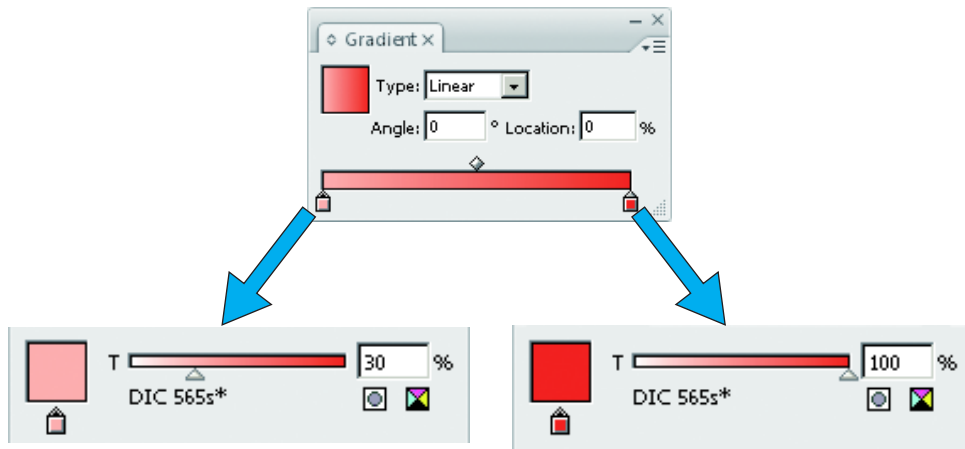 Gradient ×
Type: Linear
Angle: 0 ° Location: 0 %
T 30 %
DIC 565s*
T 100 %
DIC 565s*